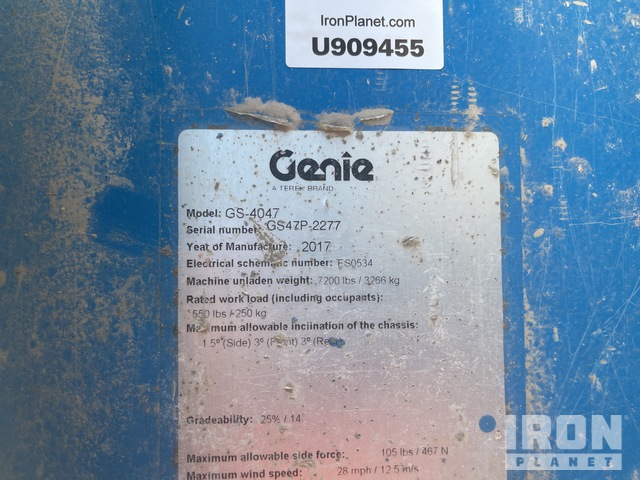 IronPlanet.com
U909455
Genie
A TEREX BRAND
Model: GS-4047
Serial number: GS47P-2277
Year of Manufacture: 2017
Electrical schematic number: ES0534
Machine unladen weight: 7200 lbs / 3266 kg
Rated work load (including occupants):
550 lbs / 250 kg
Maximum allowable inclination of the chassis:
1.5° (Side) 3° (Front) 3° (Rear)
Gradeability: 25% / 14
Maximum allowable side force: 105 lbs / 467 N
Maximum wind speed: 28 mph / 12.5 m/s
IRON
PLANET